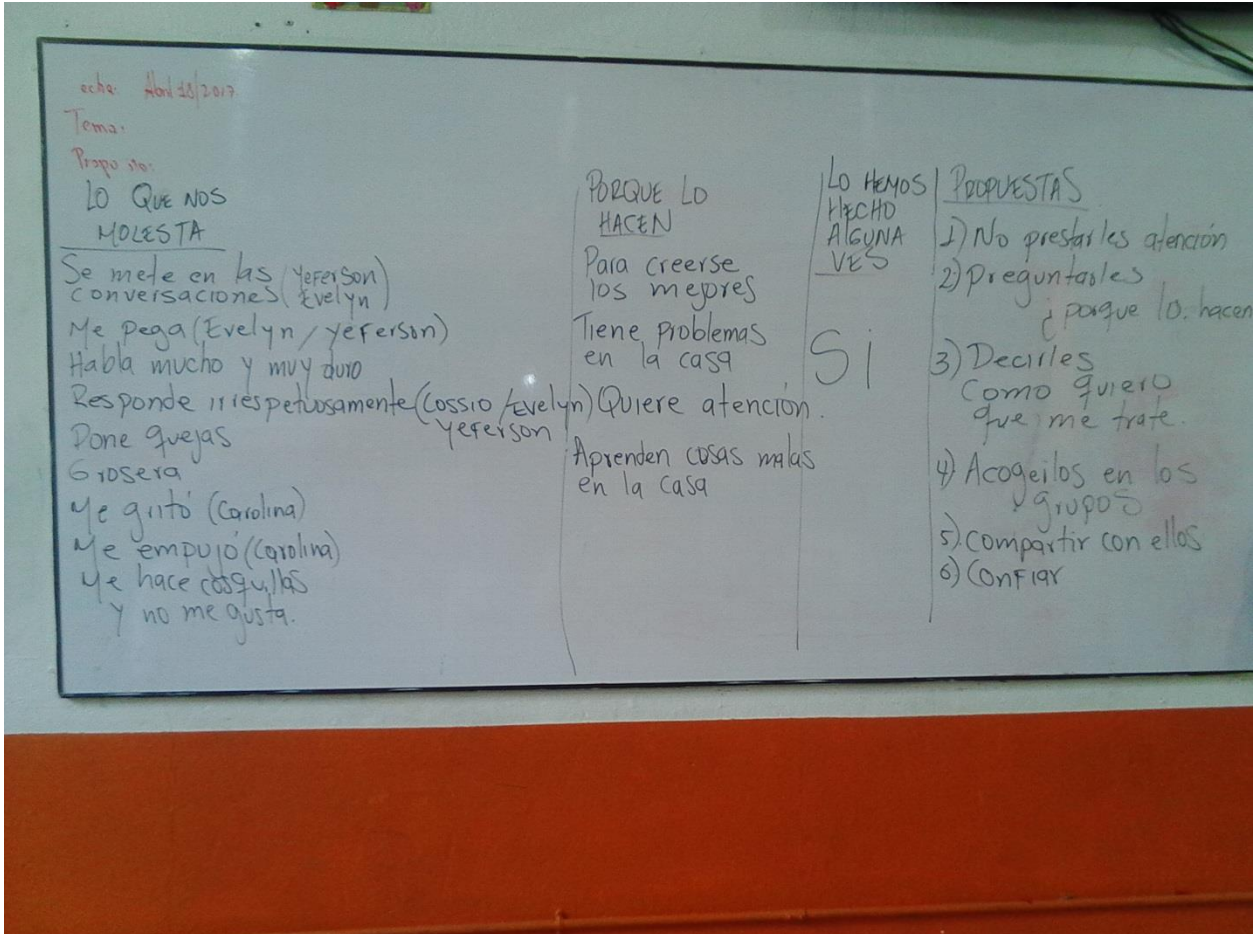 echa: Abril 18/2017
Tema:
Propo sito:
LO QUE NOS
MOLESTA
Se mete en las (Yeferson)
conversaciones (Evelyn)
Me pega (Evelyn / yeferson)
Habla mucho y muy duro
Responde irrespetuosamente (Cossio / Evelyn)
yeferson
Pone quejas
Grosera
Me gritó (Carolina)
Me empujó (Carolina)
Me hace cosquillas
Y no me gusta.
PORQUE LO
HACEN
Para creerse
los mejores
Tiene problemas
en la casa
Quiere atención.
Aprenden cosas malas
en la casa
LO HEMOS
HECHO
ALGUNA
VES
Si
PROPUESTAS
1) No prestarles atención
2) Preguntarles
¿porque lo hacen
3) Decirles
como quiero
que me trate.
4) Acogerlos en los
grupos
5) compartir con ellos
6) Confiar